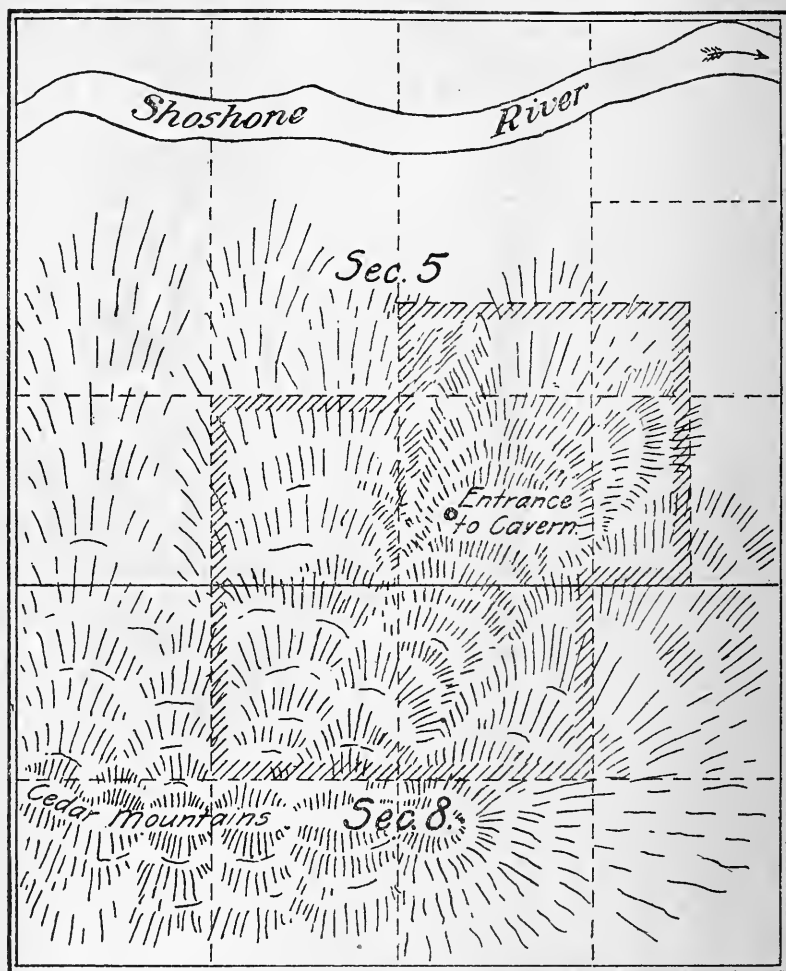 Shoshone River
Sec. 5
Entrance
to Cavern
Cedar Mountains
Sec. 8.